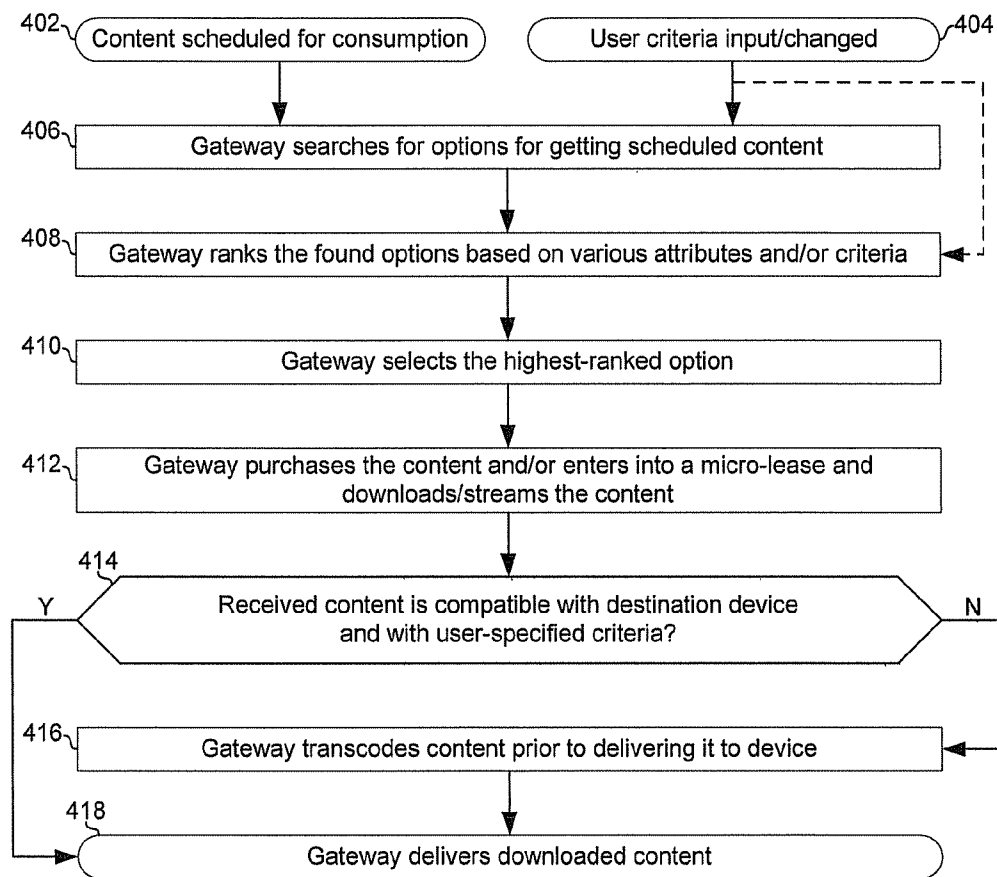 402
Content scheduled for consumption
User criteria input/changed
404
406
Gateway searches for options for getting scheduled content
408
Gateway ranks the found options based on various attributes and/or criteria
410
Gateway selects the highest-ranked option
412
Gateway purchases the content and/or enters into a micro-lease and
downloads/streams the content
414
Y
Received content is compatible with destination device
and with user-specified criteria?
N
416
Gateway transcodes content prior to delivering it to device
418
Gateway delivers downloaded content